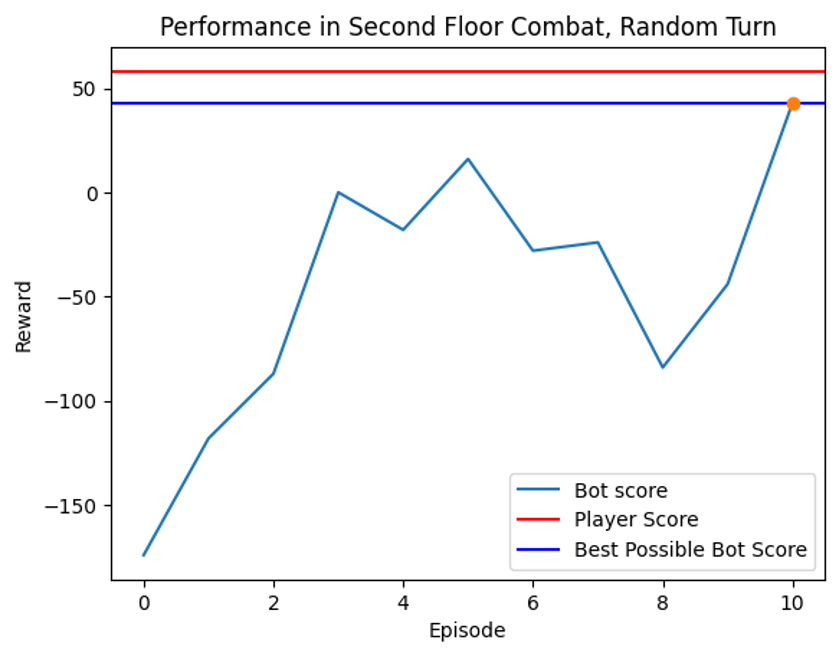 Performance in Second Floor Combat, Random Turn
50
0
−50
−100
−150
Reward
0 2 4 6 8 10
Episode
Bot score
Player Score
Best Possible Bot Score